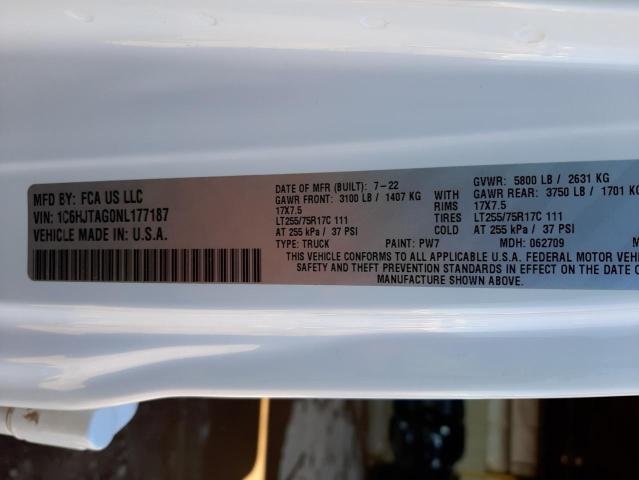 MFD BY: FCA US LLC
VIN: 1C6HJTAG0NL177187
VEHICLE MADE IN: U.S.A.
DATE OF MFR (BUILT): 7-22
GAWR FRONT: 3100 LB / 1407 KG
17X7.5
LT255/75R17C 111
AT 255 kPa / 37 PSI
WITH
RIMS
TIRES
COLD
GVWR: 5800 LB / 2631 KG
GAWR REAR: 3750 LB / 1701 KG
17X7.5
LT255/75R17C 111
AT 255 kPa / 37 PSI
TYPE: TRUCK PAINT: PW7 MDH: 062709
THIS VEHICLE CONFORMS TO ALL APPLICABLE U.S.A. FEDERAL MOTOR VEH
SAFETY AND THEFT PREVENTION STANDARDS IN EFFECT ON THE DATE O
MANUFACTURE SHOWN ABOVE.